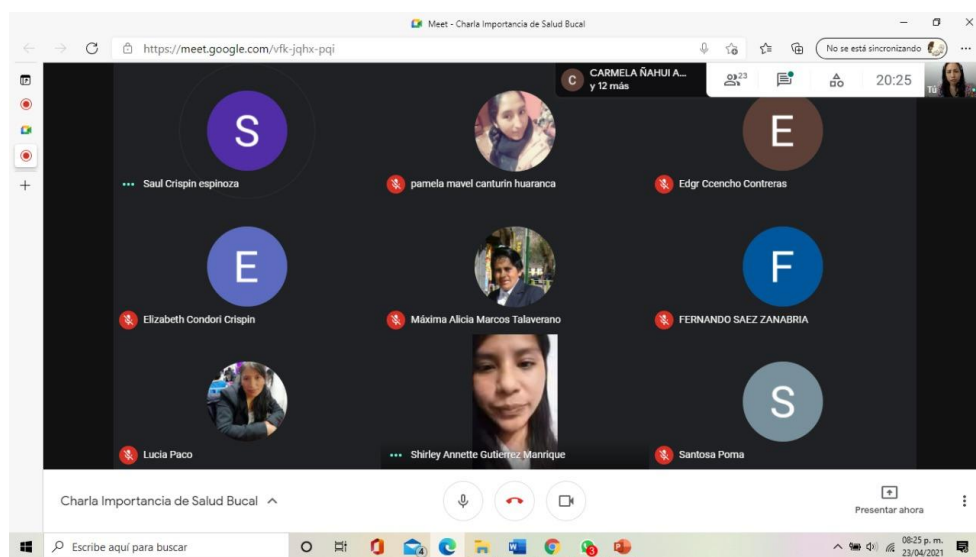 Meet - Charla Importancia de Salud Bucal
https://meet.google.com/vfk-jqhx-pqi
No se está sincronizando
C
CARMELA ÑAHUI A...
y 12 más
23
20:25
Tú
S
Saul Crispin espinoza
pamela mavel canturin huaranca
E
Edgr Ccencho Contreras
E
Elizabeth Condori Crispin
Máxima Alicia Marcos Talaverano
F
FERNANDO SAEZ ZANABRIA
Lucia Paco
Shirley Annette Gutierrez Manrique
S
Santosa Poma
Charla Importancia de Salud Bucal
Presentar ahora
Escribe aquí para buscar
4
3
08:25 p. m.
23/04/2021